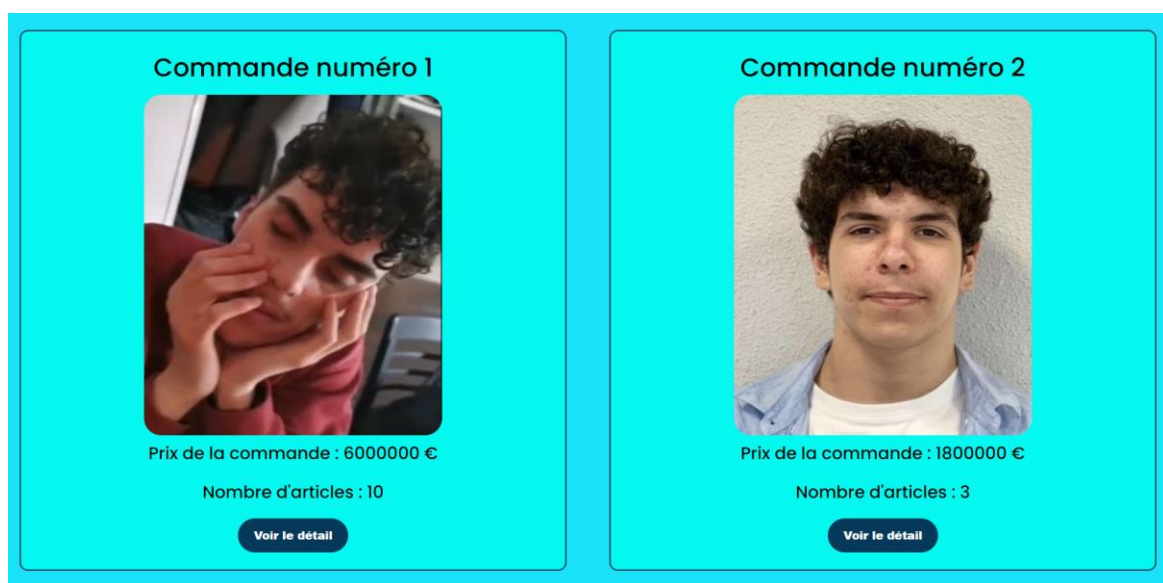 Commande numéro 1
Prix de la commande : 6000000 €
Nombre d'articles : 10
Voir le détail
Commande numéro 2
Prix de la commande : 1800000 €
Nombre d'articles : 3
Voir le détail